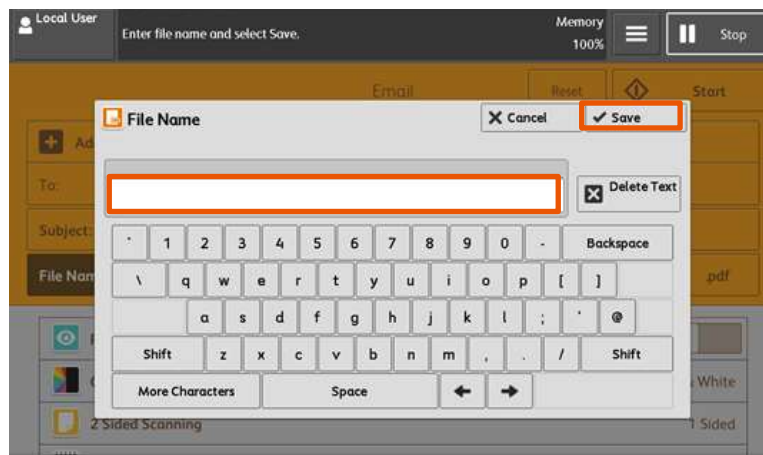 Local User
Enter file name and select Save.
Memory
100%
Stop
Email
Reset
Start
File Name
Cancel
Save
Ad
To:
Delete Text
Subject:
` 1 2 3 4 5 6 7 8 9 0 - Backspace
File Nam
.pdf
\ q w e r t y u i o p [ ]
a s d f g h j k l ; ' @
Shift z x c v b n m , . / Shift
White
More Characters Space
2 Sided Scanning
1 Sided